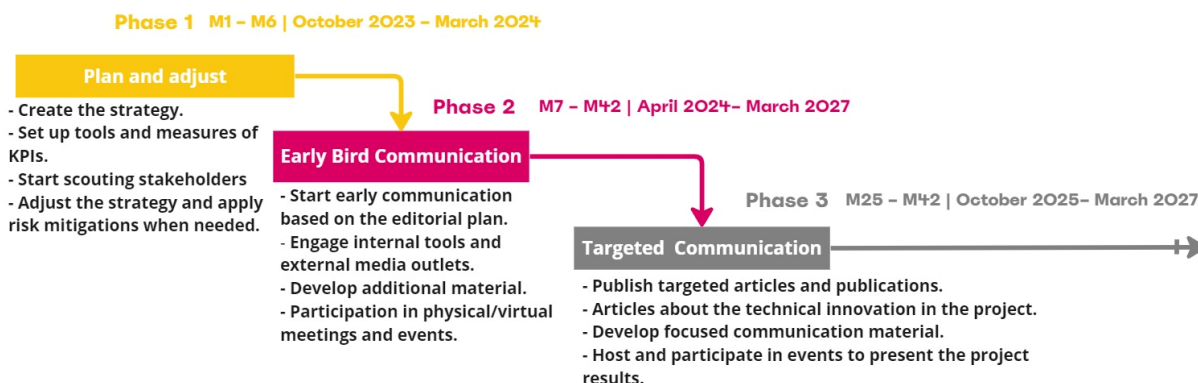 Phase 1 M1 – M6 | October 2023 – March 2024
Plan and adjust
- Create the strategy.
- Set up tools and measures of
KPIs.
- Start scouting stakeholders
- Adjust the strategy and apply
risk mitigations when needed.
Phase 2 M7 – M42 | April 2024– March 2027
Early Bird Communication
- Start early communication
based on the editorial plan.
- Engage internal tools and
external media outlets.
- Develop additional material.
- Participation in physical/virtual
meetings and events.
Phase 3 M25 – M42 | October 2025– March 2027
Targeted Communication
- Publish targeted articles and publications.
- Articles about the technical innovation in the project.
- Develop focused communication material.
- Host and participate in events to present the project
results.